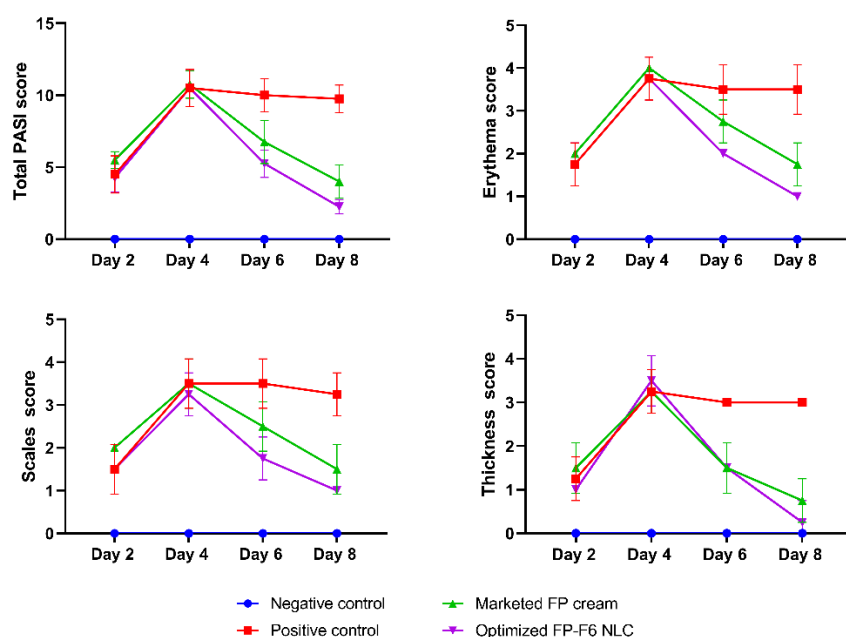 Total PASI score
15
10
5
0
Day 2 Day 4 Day 6 Day 8
Erythema score
5
4
3
2
1
0
Day 2 Day 4 Day 6 Day 8
Scales score
5
4
3
2
1
0
Day 2 Day 4 Day 6 Day 8
Thickness score
5
4
3
2
1
0
Day 2 Day 4 Day 6 Day 8
Negative control
Positive control
Marketed FP cream
Optimized FP-F6 NLC